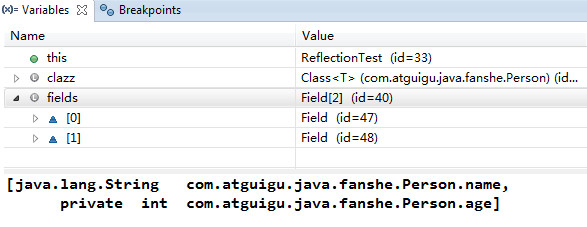 Variables Breakpoints
Name Value
this ReflectionTest (id=33)
clazz Class<T> (com.atguigu.java.fanshe.Person) (id...
fields Field[2] (id=40)
[0] Field (id=47)
[1] Field (id=48)
[java.lang.String com.atguigu.java.fanshe.Person.name,
private int com.atguigu.java.fanshe.Person.age]